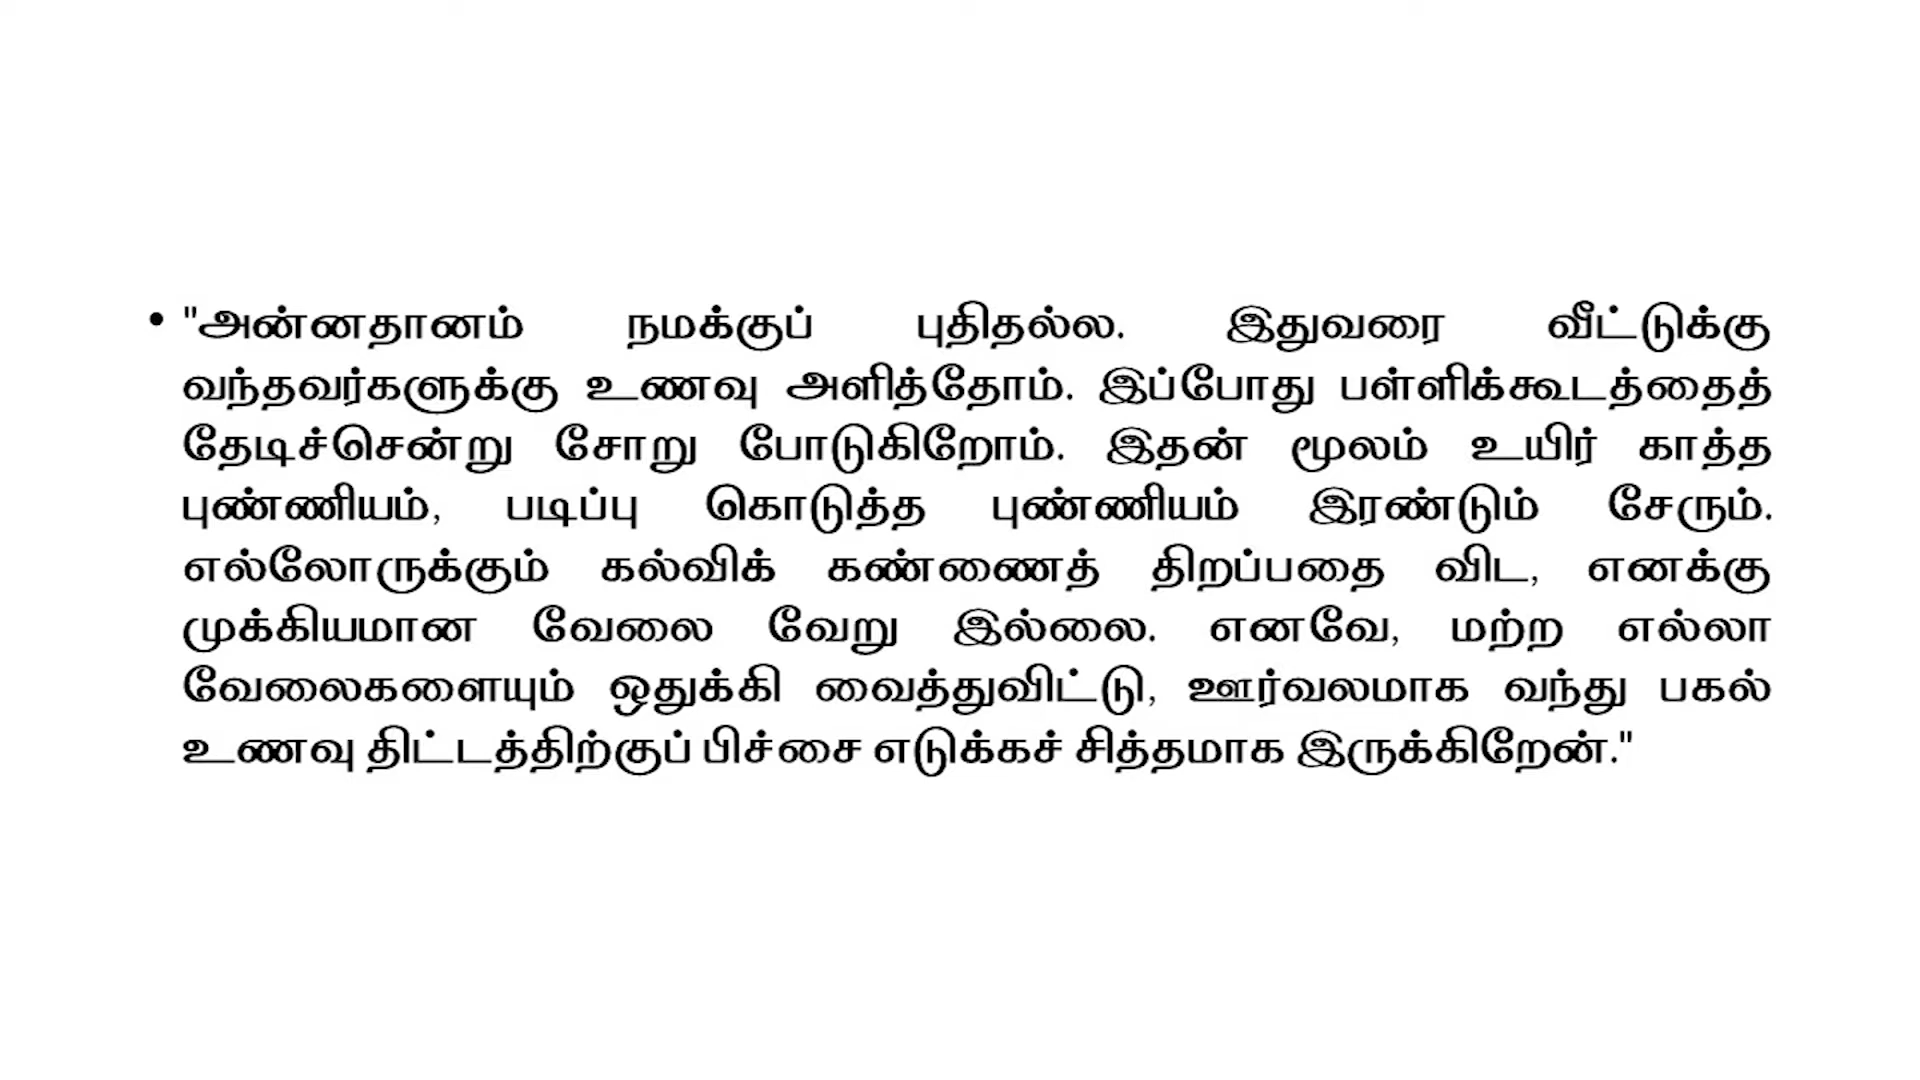 • "அன்னதானம் நமக்குப் புதிதல்ல. இதுவரை வீட்டுக்கு
வந்தவர்களுக்கு உணவு அளித்தோம். இப்போது பள்ளிக்கூடத்தைத்
தேடிச்சென்று சோறு போடுகிறோம். இதன் மூலம் உயிர் காத்த
புண்ணியம், படிப்பு கொடுத்த புண்ணியம் இரண்டும் சேரும்.
எல்லோருக்கும் கல்விக் கண்ணைத் திறப்பதை விட, எனக்கு
முக்கியமான வேலை வேறு இல்லை. எனவே, மற்ற எல்லா
வேலைகளையும் ஒதுக்கி வைத்துவிட்டு, ஊர்வலமாக வந்து பகல்
உணவு திட்டத்திற்குப் பிச்சை எடுக்கச் சித்தமாக இருக்கிறேன்."